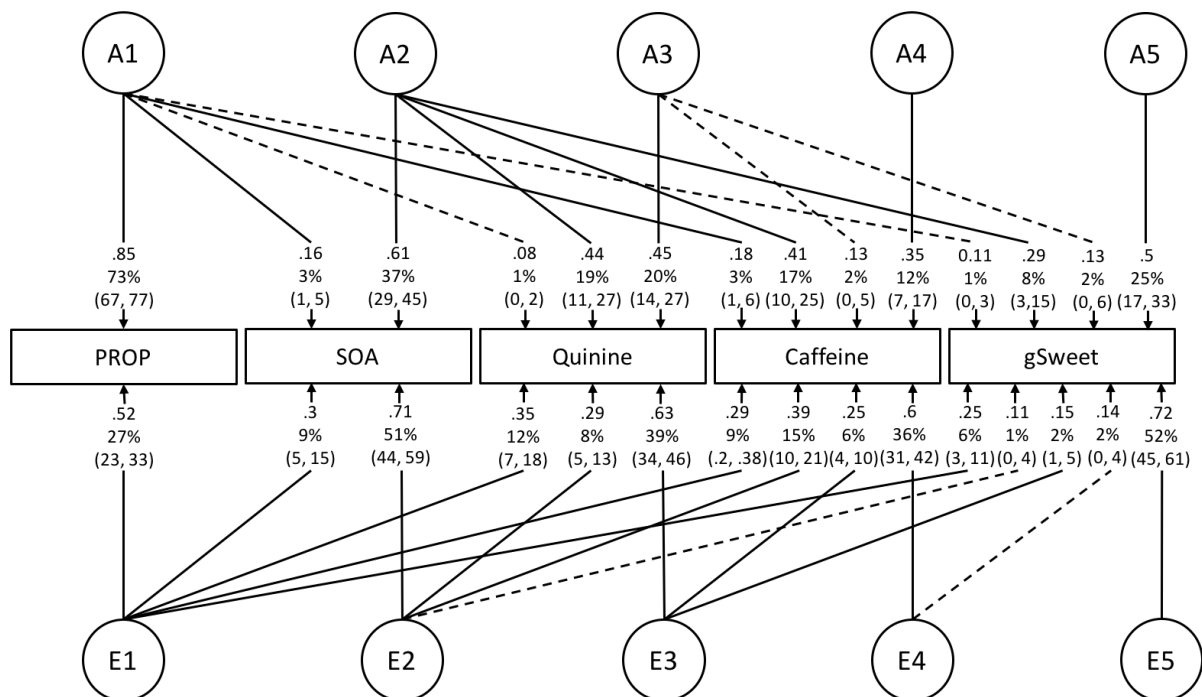 A1 A2 A3 A4 A5
.85 .16 .61 .08 .44 .45 .18 .41 .13 .35 0.11 .29 .13 .5
73% 3% 37% 1% 19% 20% 3% 17% 2% 12% 1% 8% 2% 25%
(67, 77) (1, 5) (29, 45) (0, 2) (11, 27) (14, 27) (1, 6) (10, 25) (0, 5) (7, 17) (0, 3) (3,15) (0, 6) (17, 33)
PROP SOA Quinine Caffeine gSweet
.52 .3 .71 .35 .29 .63 .29 .39 .25 .6 .25 .11 .15 .14 .72
27% 9% 51% 12% 8% 39% 9% 15% 6% 36% 6% 1% 2% 2% 52%
(23, 33) (5, 15) (44, 59) (7, 18) (5, 13) (34, 46) (.2, .38) (10, 21) (4, 10) (31, 42) (3, 11) (0, 4) (1, 5) (0, 4) (45, 61)
E1 E2 E3 E4 E5